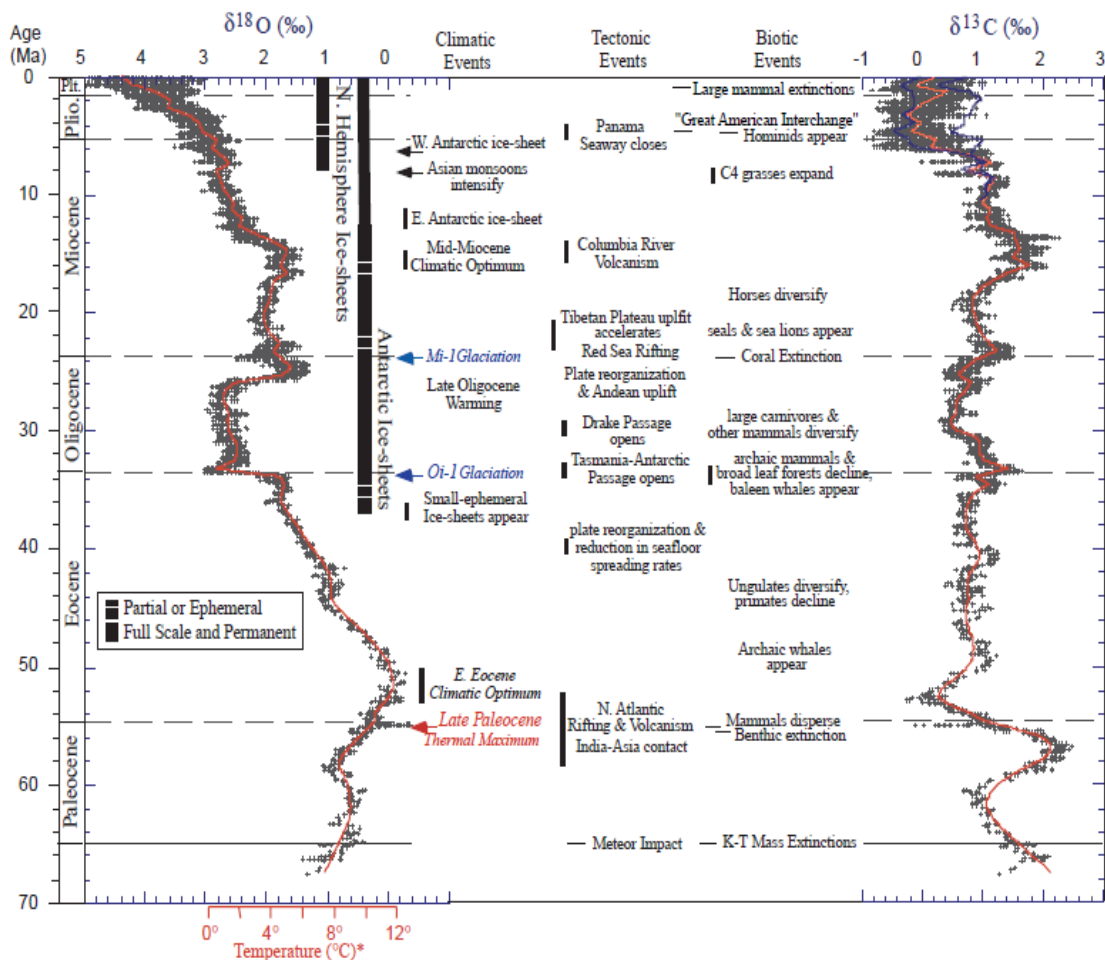 δ18O (‰)
δ13C (‰)
Age
(Ma)
5 4 3 2 1 0
Climatic
Events
Tectonic
Events
Biotic
Events
-1 0 1 2 3
0
10
20
30
40
50
60
70
Plt.
Plio.
Miocene
Oligocene
Eocene
Paleocene
N. Hemisphere Ice-sheets
Antarctic Ice-sheets
Partial or Ephemeral
Full Scale and Permanent
W. Antarctic ice-sheet
Asian monsoons
intensify
E. Antarctic ice-sheet
Mid-Miocene
Climatic Optimum
Mi-1Glaciation
Late Oligocene
Warming
Oi-1 Glaciation
Small-ephemeral
Ice-sheets appear
E. Eocene
Climatic Optimum
Late Paleocene
Thermal Maximum
Panama
Seaway closes
Columbia River
Volcanism
Tibetan Plateau uplfit
accelerates
Red Sea Rifting
Plate reorganization
& Andean uplift
Drake Passage
opens
Tasmania-Antarctic
Passage opens
plate reorganization &
reduction in seafloor
spreading rates
N. Atlantic
Rifting & Volcanism
India-Asia contact
Meteor Impact
Large mammal extinctions
"Great American Interchange"
Hominids appear
C4 grasses expand
Horses diversify
seals & sea lions appear
Coral Extinction
large carnivores &
other mammals diversify
archaic mammals &
broad leaf forests decline,
baleen whales appear
Ungulates diversify,
primates decline
Archaic whales
appear
Mammals disperse
Benthic extinction
K-T Mass Extinctions
0° 4° 8° 12°
Temperature (°C)*